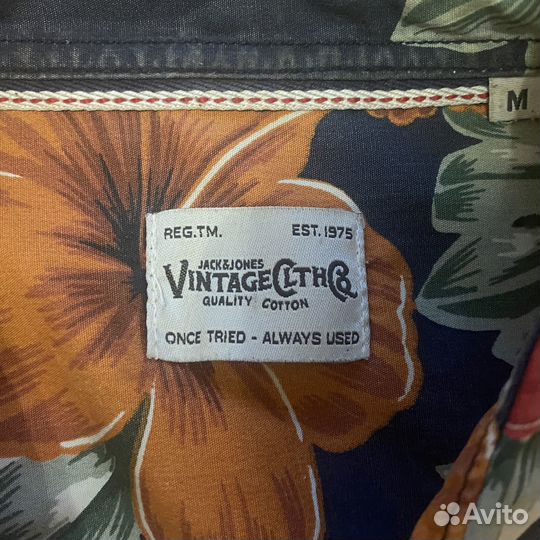 M
REG.TM. EST.1975
JACK&JONES
VINTAGE CLTH CO
QUALITY COTTON
ONCE TRIED - ALWAYS USED
Avito